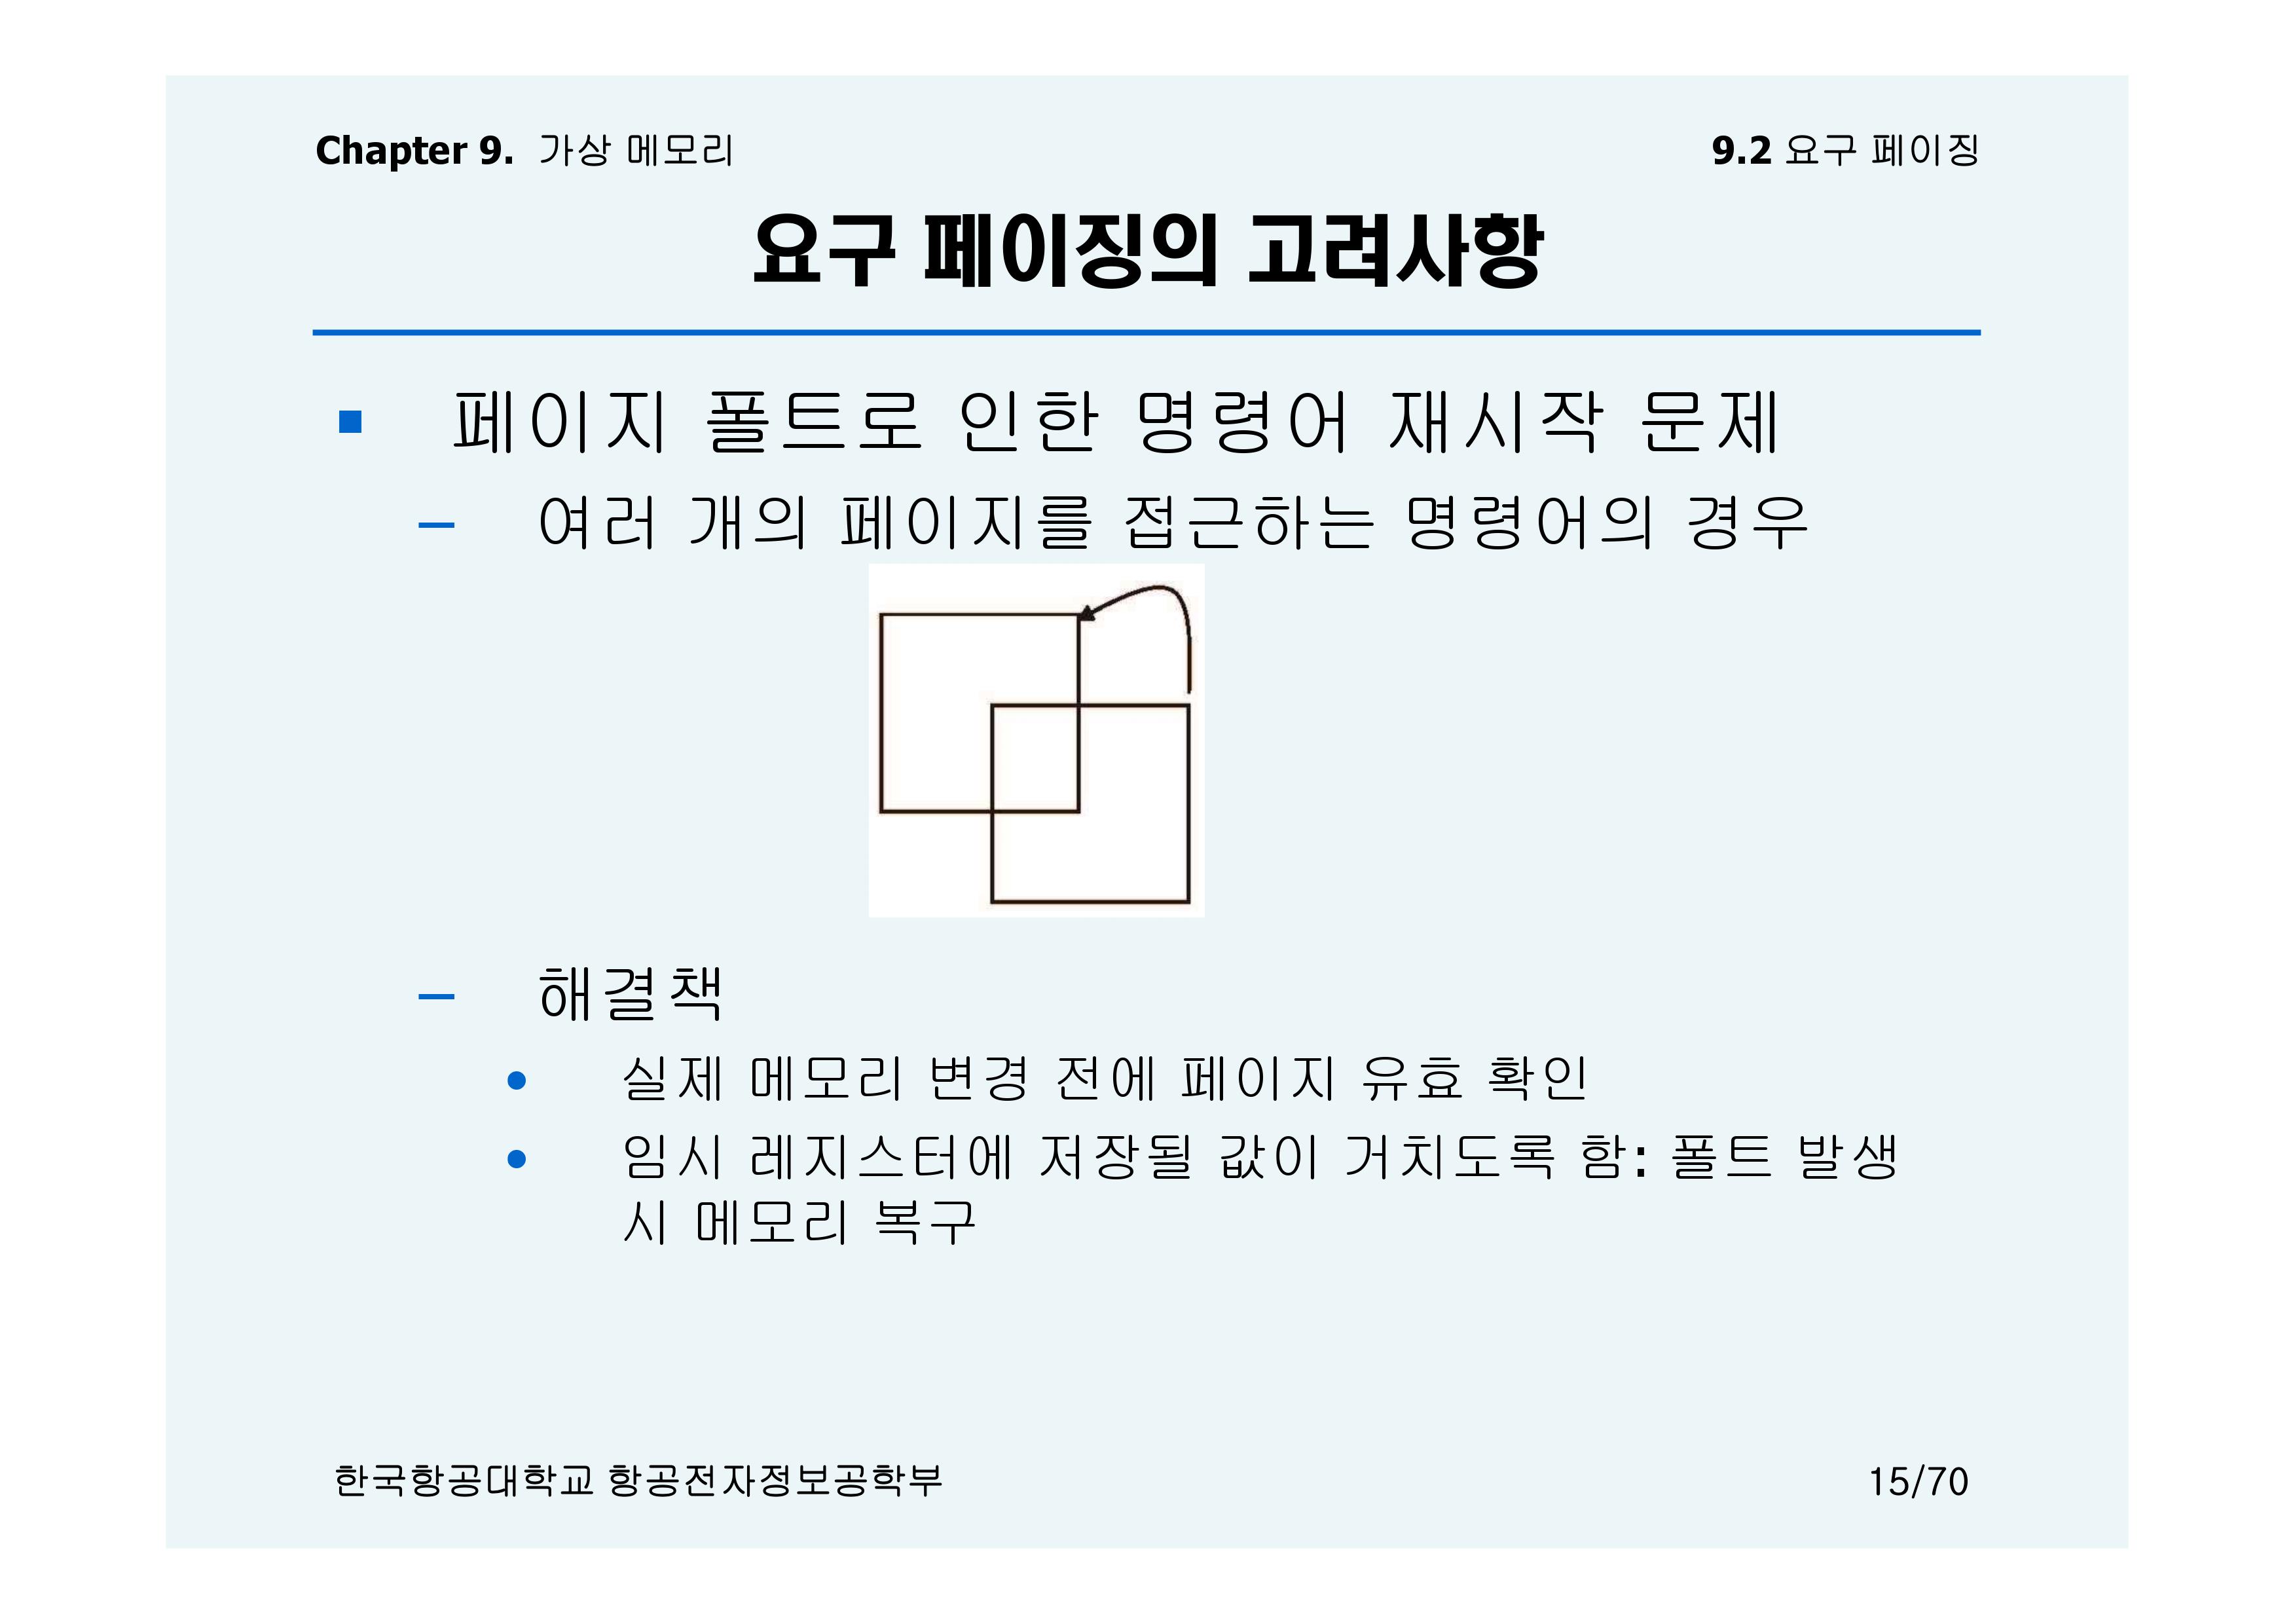 Chapter 9. 가상 메모리
9.2 요구 페이징
요구 페이징의 고려사항
페이지 폴트로 인한 명령어 재시작 문제
– 여러 개의 페이지를 접근하는 명령어의 경우
– 해결책
• 실제 메모리 변경 전에 페이지 유효 확인
• 임시 레지스터에 저장될 값이 거치도록 함: 폴트 발생
시 메모리 복구
한국항공대학교 항공전자정보공학부
15/70